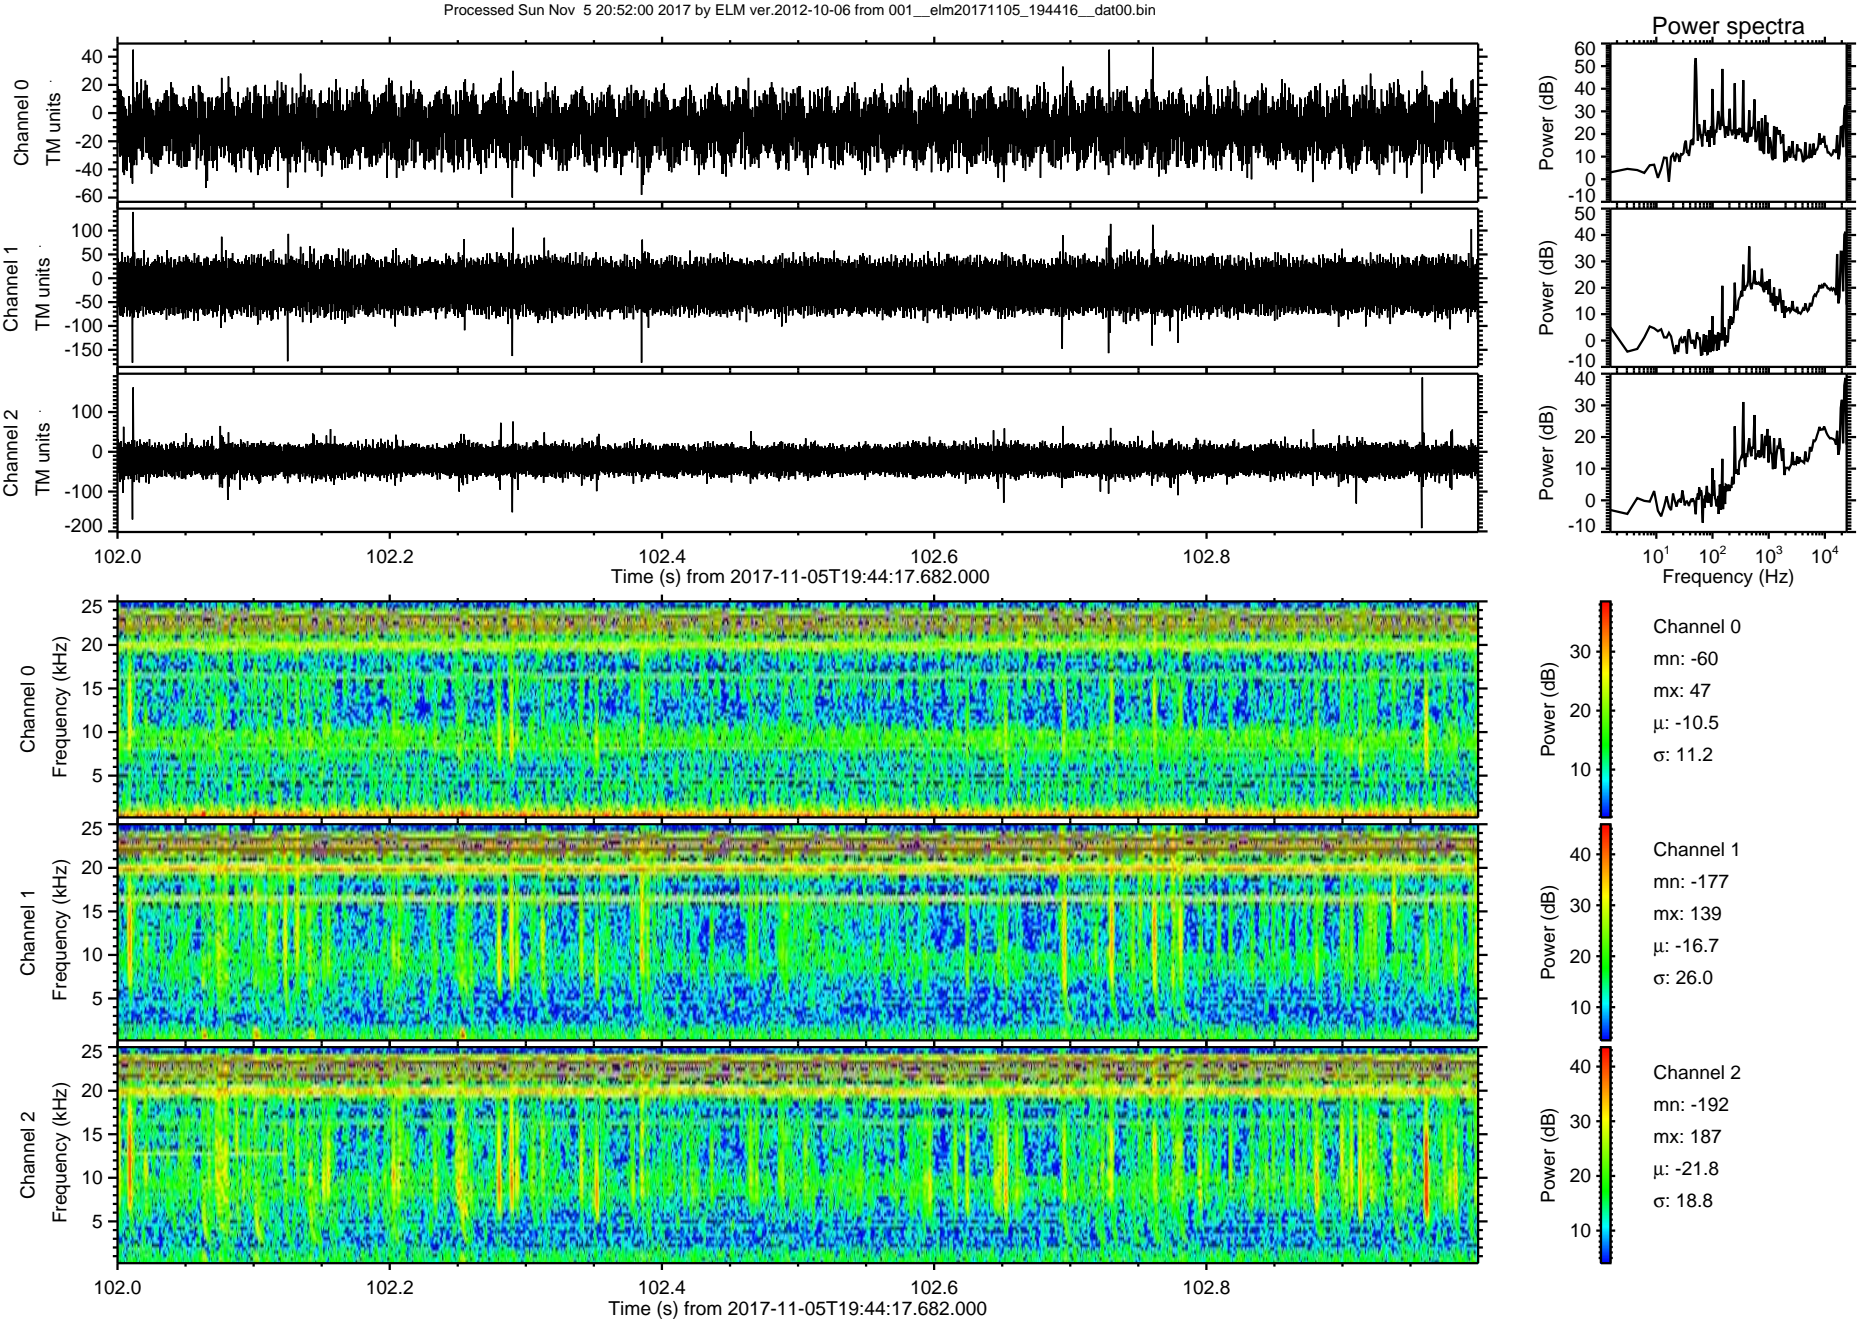 Processed Sun Nov  5 20:52:00 2017 by ELM ver.2012-10-06 from 001__elm20171105_194416__dat00.bin
Power spectra
Channel 0
TM units
40
20
0
-20
-40
-60
Power (dB)
60
50
40
30
20
10
0
-10
Channel 1
TM units
100
50
0
-50
-100
-150
Power (dB)
50
40
30
20
10
0
-10
Channel 2
TM units
100
0
-100
-200
Power (dB)
40
30
20
10
0
-10
102.0 102.2 102.4 102.6 102.8
Time (s) from 2017-11-05T19:44:17.682.000
10^1 10^2 10^3 10^4
Frequency (Hz)
Channel 0
Frequency (kHz)
25
20
15
10
5
Power (dB)
30
20
10
Channel 0
mn: -60
mx: 47
µ: -10.5
σ: 11.2
Channel 1
Frequency (kHz)
25
20
15
10
5
Power (dB)
40
30
20
10
Channel 1
mn: -177
mx: 139
µ: -16.7
σ: 26.0
Channel 2
Frequency (kHz)
25
20
15
10
5
Power (dB)
40
30
20
10
Channel 2
mn: -192
mx: 187
µ: -21.8
σ: 18.8
102.0 102.2 102.4 102.6 102.8
Time (s) from 2017-11-05T19:44:17.682.000